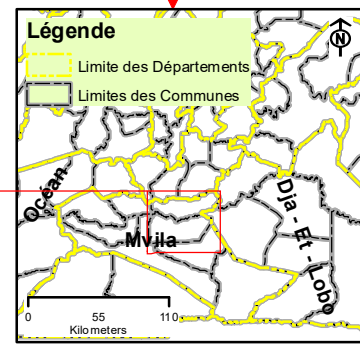 Légende
N
Limite des Départements
Limites des Communes
Océan
Mvila
Dja - Et - Lobo
0 55 110
Kilometers